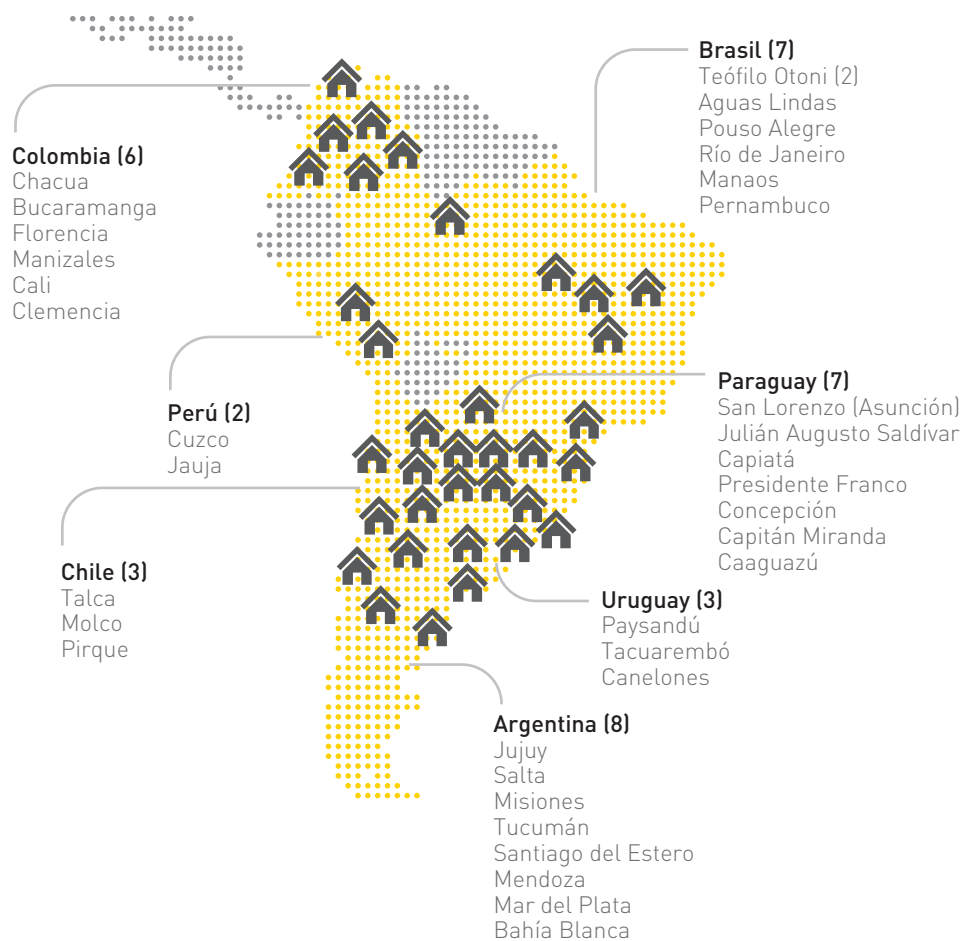 Brasil (7)
Teófilo Otoni (2)
Aguas Lindas
Pouso Alegre
Río de Janeiro
Manaos
Pernambuco
Colombia (6)
Chacua
Bucaramanga
Florencia
Manizales
Cali
Clemencia
Perú (2)
Cuzco
Jauja
Paraguay (7)
San Lorenzo (Asunción)
Julián Augusto Saldívar
Capiatá
Presidente Franco
Concepción
Capitán Miranda
Caaguazú
Chile (3)
Talca
Molco
Pirque
Uruguay (3)
Paysandú
Tacuarembó
Canelones
Argentina (8)
Jujuy
Salta
Misiones
Tucumán
Santiago del Estero
Mendoza
Mar del Plata
Bahía Blanca